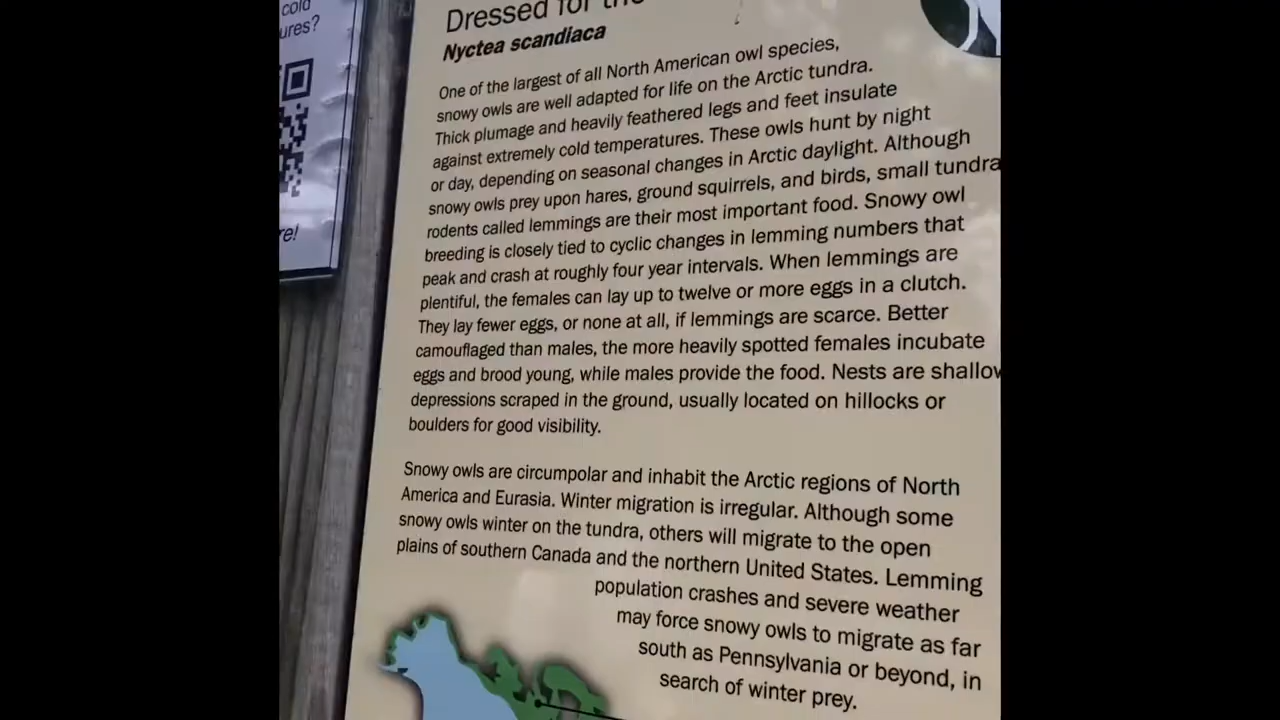 cold
ures?
re!
Dressed for the
Nyctea scandiaca
One of the largest of all North American owl species,
snowy owls are well adapted for life on the Arctic tundra.
Thick plumage and heavily feathered legs and feet insulate
against extremely cold temperatures. These owls hunt by night
or day, depending on seasonal changes in Arctic daylight. Although
snowy owls prey upon hares, ground squirrels, and birds, small tundra
rodents called lemmings are their most important food. Snowy owl
breeding is closely tied to cyclic changes in lemming numbers that
peak and crash at roughly four year intervals. When lemmings are
plentiful, the females can lay up to twelve or more eggs in a clutch.
They lay fewer eggs, or none at all, if lemmings are scarce. Better
camouflaged than males, the more heavily spotted females incubate
eggs and brood young, while males provide the food. Nests are shallow
depressions scraped in the ground, usually located on hillocks or
boulders for good visibility.
Snowy owls are circumpolar and inhabit the Arctic regions of North
America and Eurasia. Winter migration is irregular. Although some
snowy owls winter on the tundra, others will migrate to the open
plains of southern Canada and the northern United States. Lemming
population crashes and severe weather
may force snowy owls to migrate as far
south as Pennsylvania or beyond, in
search of winter prey.